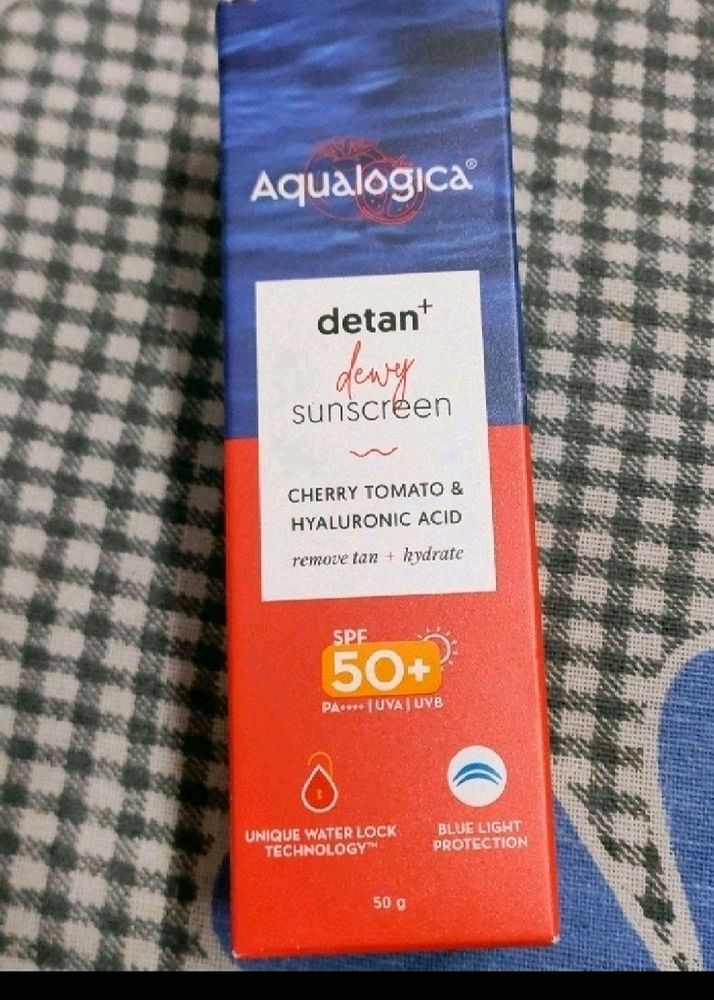 Aqualogica®
detan+
dewy
sunscreen
CHERRY TOMATO &
HYALURONIC ACID
remove tan + hydrate
SPF
50+
PA++++ | UVA | UVB
UNIQUE WATER LOCK
TECHNOLOGY™
BLUE LIGHT
PROTECTION
50 g